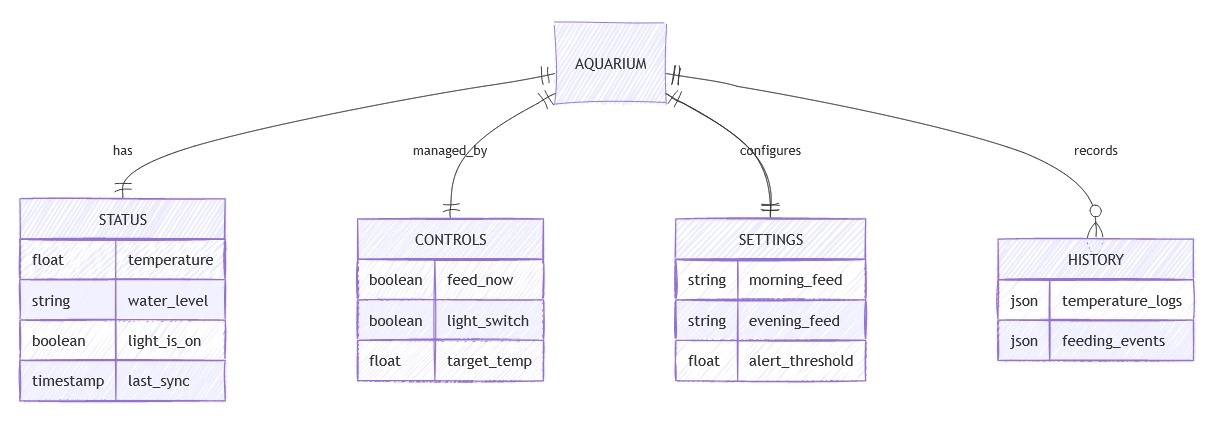 AQUARIUM
has
managed_by
configures
records
STATUS
float temperature
string water_level
boolean light_is_on
timestamp last_sync
CONTROLS
boolean feed_now
boolean light_switch
float target_temp
SETTINGS
string morning_feed
string evening_feed
float alert_threshold
HISTORY
json temperature_logs
json feeding_events